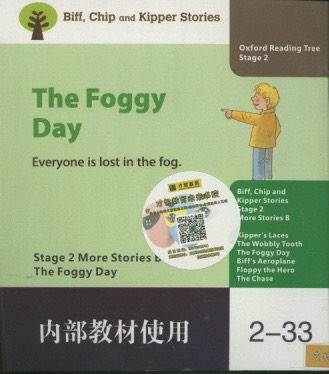 Biff, Chip and Kipper Stories
Oxford Reading Tree
Stage 2
The Foggy
Day
Everyone is lost in the fog.
Biff, Chip and
Kipper Stories
Stage 2
More Stories B
Kipper's Laces
The Wobbly Tooth
The Foggy Day
Biff's Aeroplane
Floppy the Hero
The Chase
Stage 2 More Stories B
The Foggy Day
内部教材使用
2-33